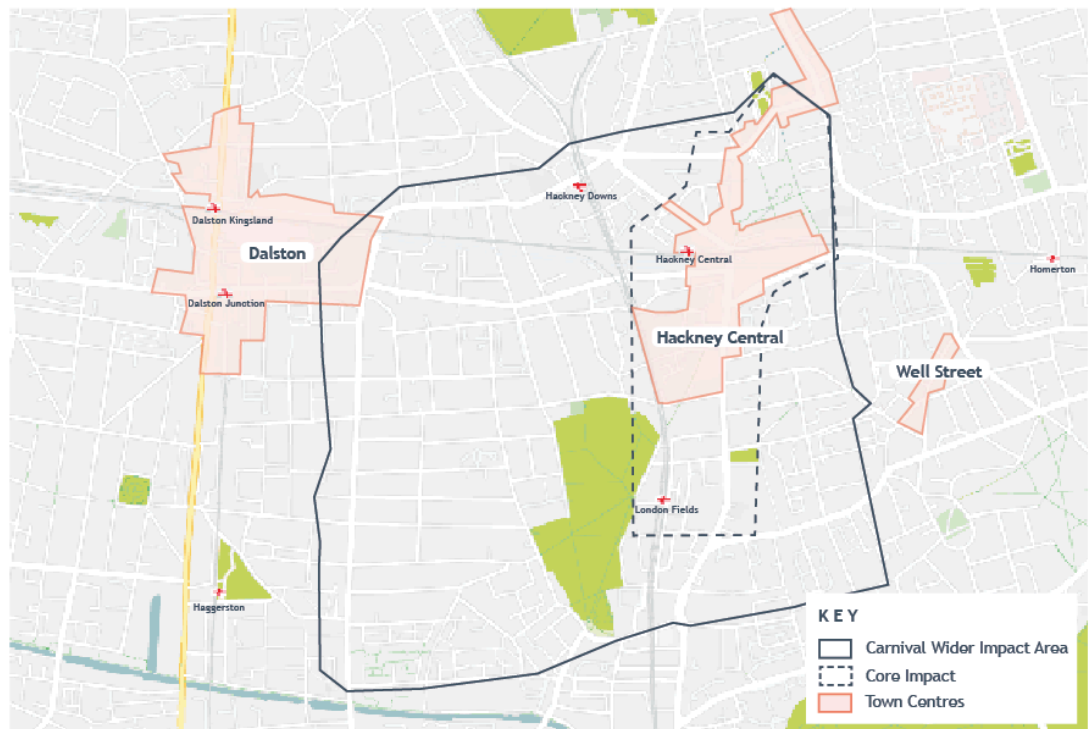 Hackney Downs
Dalston Kingsland
Dalston
Hackney Central
Homerton
Dalston Junction
Hackney Central
Well Street
London Fields
Haggerston
KEY
Carnival Wider Impact Area
Core Impact
Town Centres